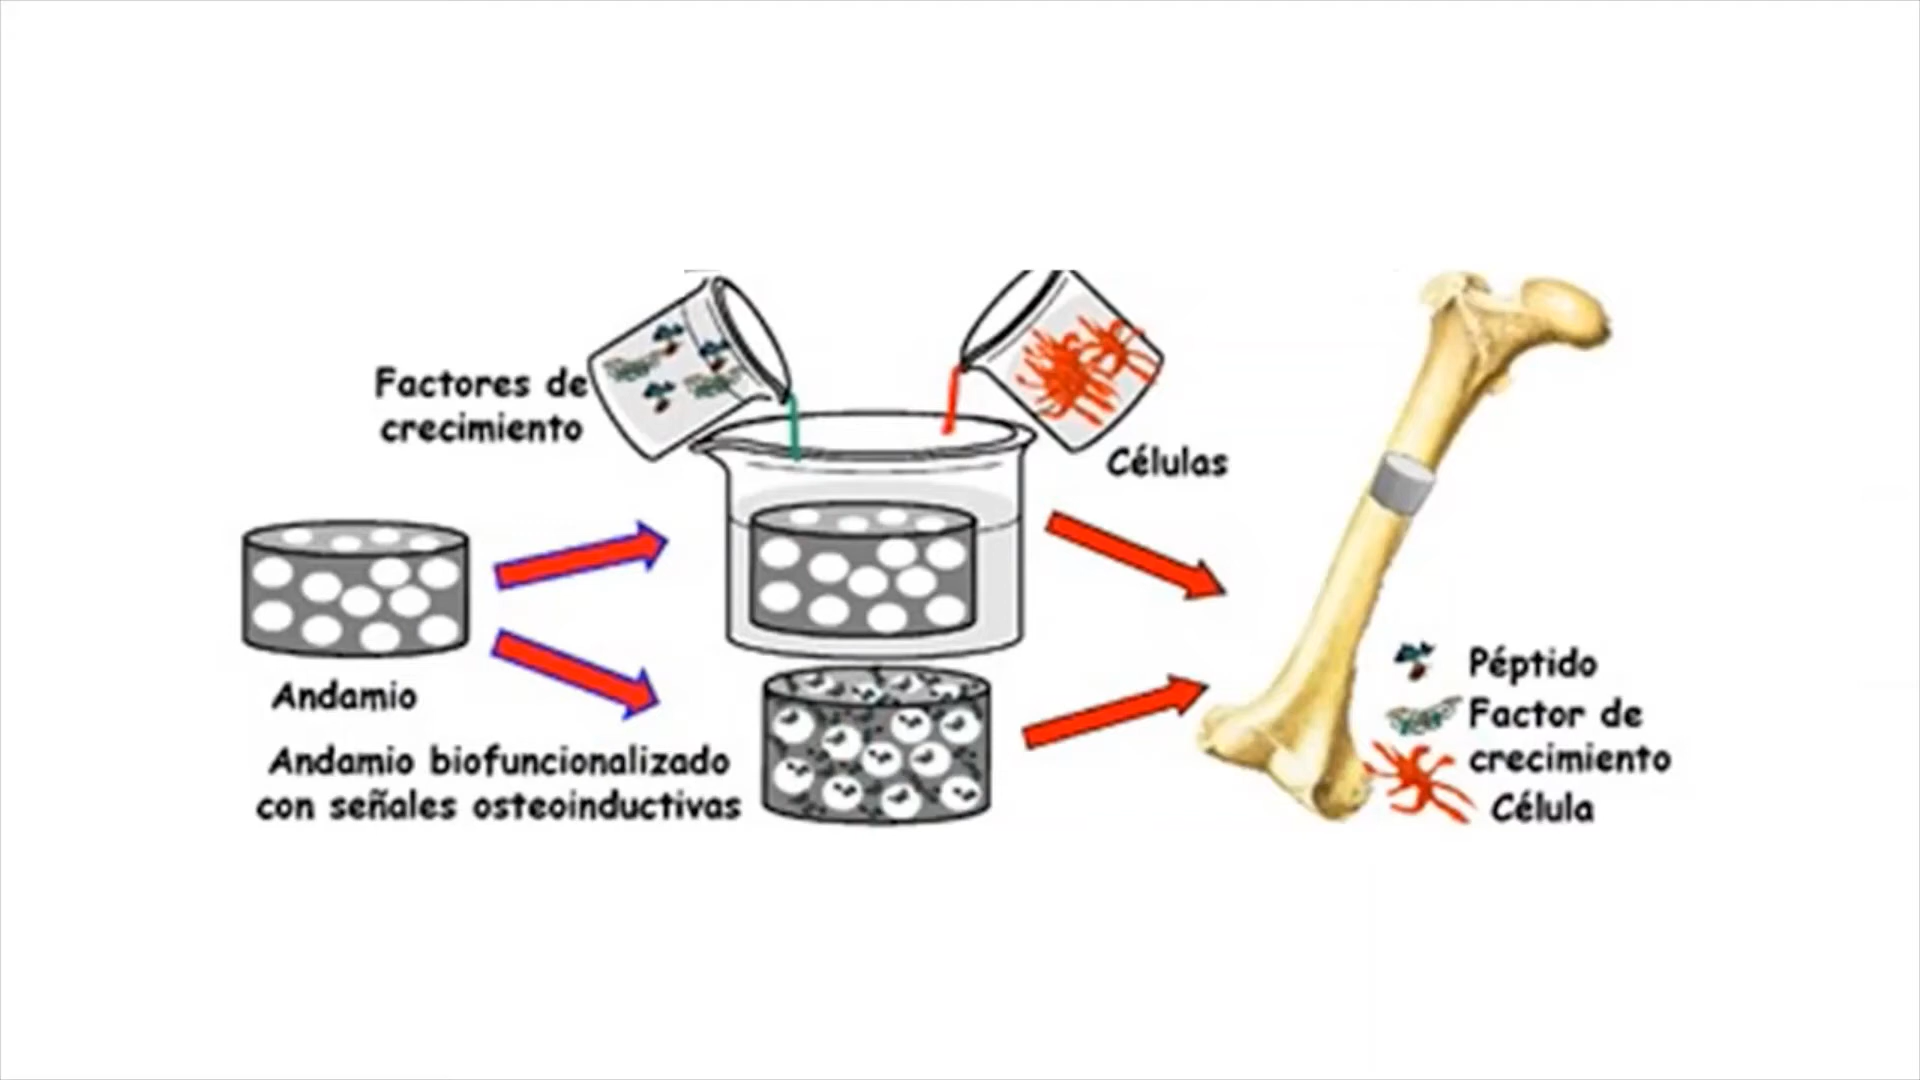 Factores de
crecimiento
Células
Andamio
Andamio biofuncionalizado
con señales osteoinductivas
Péptido
Factor de
crecimiento
Célula